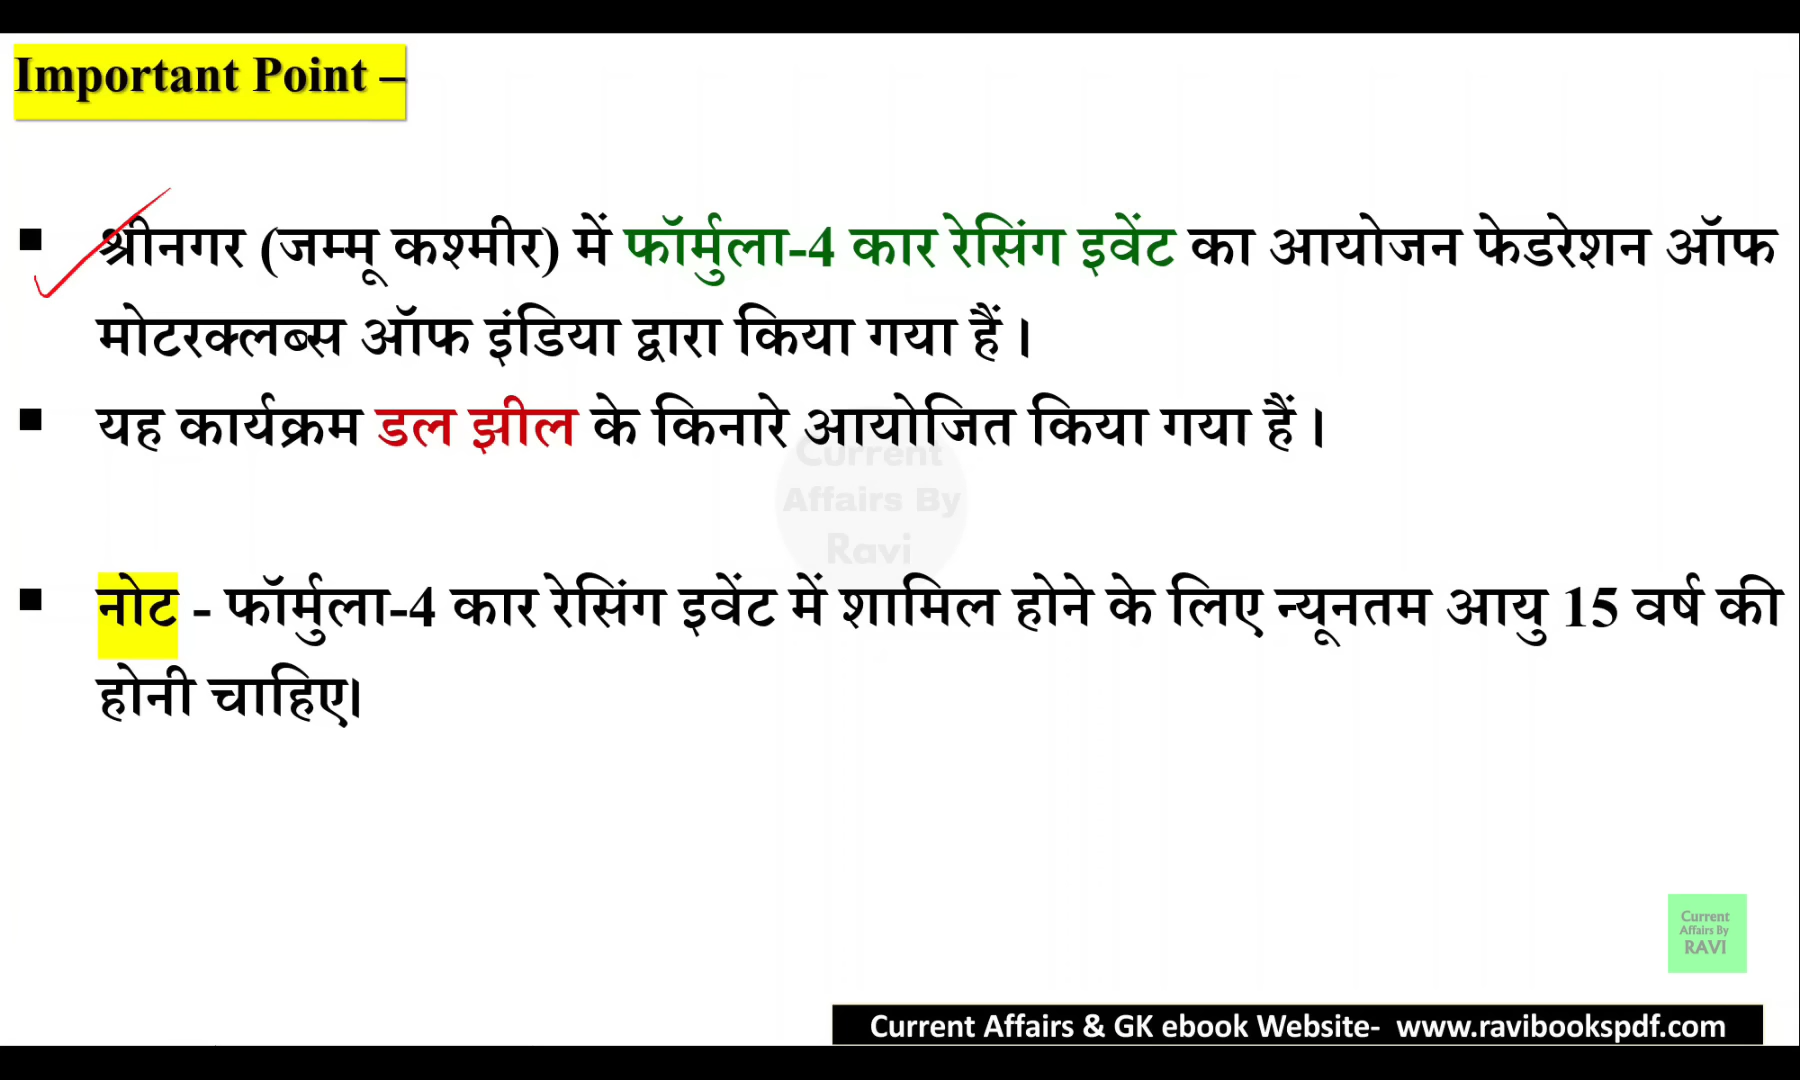 Important Point –
▪ श्रीनगर (जम्मू कश्मीर) में फॉर्मुला-4 कार रेसिंग इवेंट का आयोजन फेडरेशन ऑफ
मोटरक्लब्स ऑफ इंडिया द्वारा किया गया हैं ।
▪ यह कार्यक्रम डल झील के किनारे आयोजित किया गया हैं ।
Current
Affairs By
Ravi
▪ नोट - फॉर्मुला-4 कार रेसिंग इवेंट में शामिल होने के लिए न्यूनतम आयु 15 वर्ष की
होनी चाहिए।
Current
Affairs By
RAVI
Current Affairs & GK ebook Website- www.ravibookspdf.com